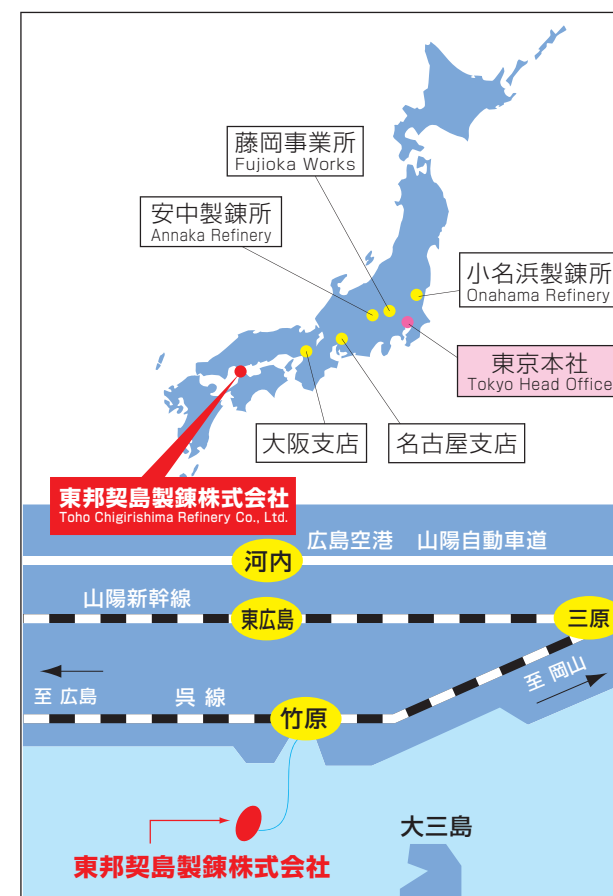 藤岡事業所
Fujioka Works
安中製錬所
Annaka Refinery
小名浜製錬所
Onahama Refinery
東京本社
Tokyo Head Office
大阪支店
名古屋支店
東邦契島製錬株式会社
Toho Chigirishima Refinery Co., Ltd.
広島空港 山陽自動車道
河内
山陽新幹線
東広島
三原
至 岡山
至 広島
呉 線
竹原
大三島
東邦契島製錬株式会社